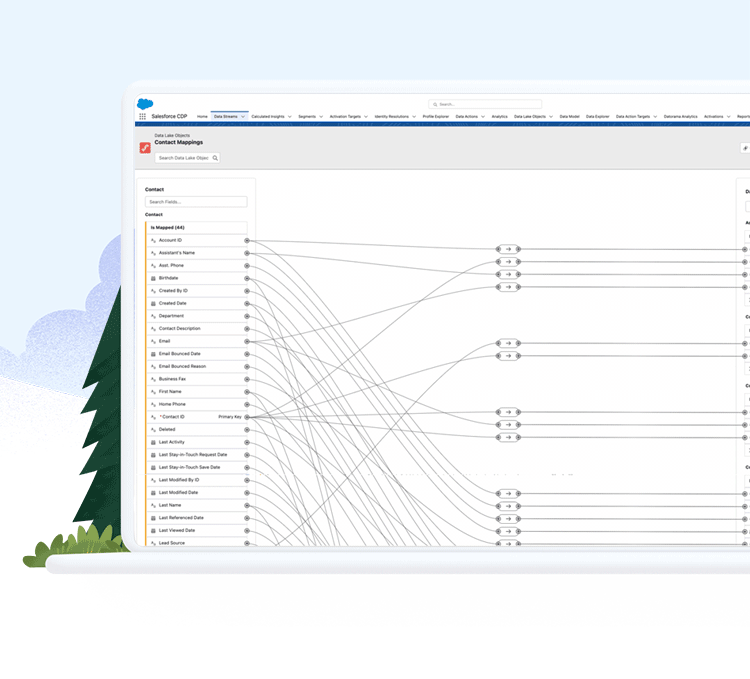 Search...
Salesforce CDP Home Data Streams Calculated Insights Segments Activation Targets Identity Resolutions Profile Explorer Data Actions Analytics Data Lake Objects Data Model Data Explorer Data Action Targets Datorama Analytics Activations
Data Lake Objects
Contact Mappings
Search Data Lake Objec
Contact
Search Fields...
Contact
Is Mapped (44)
Account ID
Assistant's Name
Asst. Phone
Birthdate
Created By ID
Created Date
Department
Contact Description
Email
Email Bounced Date
Email Bounced Reason
Business Fax
First Name
Home Phone
*Contact ID Primary Key
Deleted
Last Activity
Last Stay-in-Touch Request Date
Last Stay-in-Touch Save Date
Last Modified By ID
Last Modified Date
Last Name
Last Referenced Date
Last Viewed Date
Lead Source